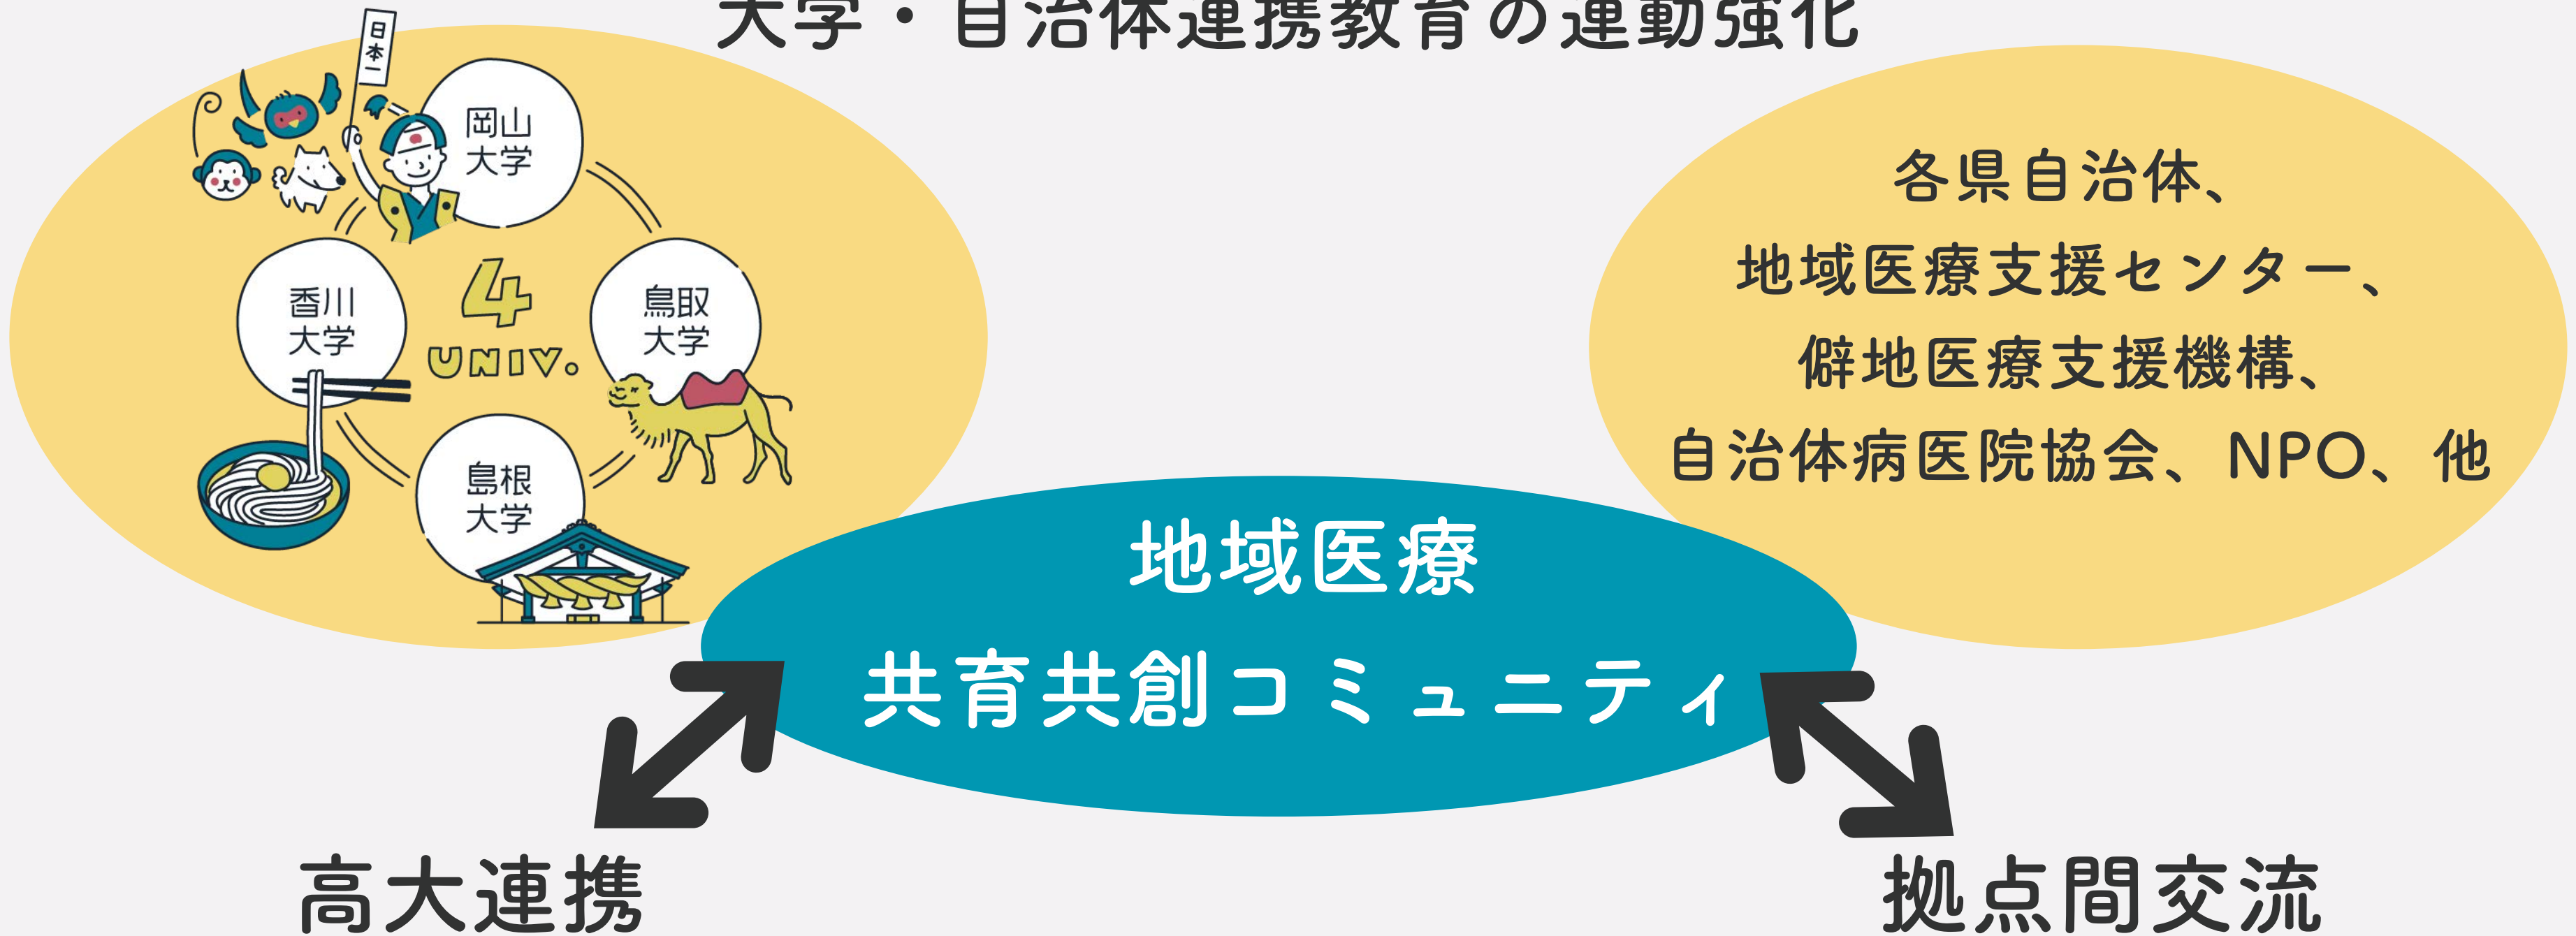 大学・自治体連携教育の運動強化
日本一
岡山
大学
香川
大学
4
UNIV.
鳥取
大学
島根
大学
各県自治体、
地域医療支援センター、
僻地医療支援機構、
自治体病医院協会、NPO、他
地域医療
共育共創コミュニティ
高大連携
拠点間交流